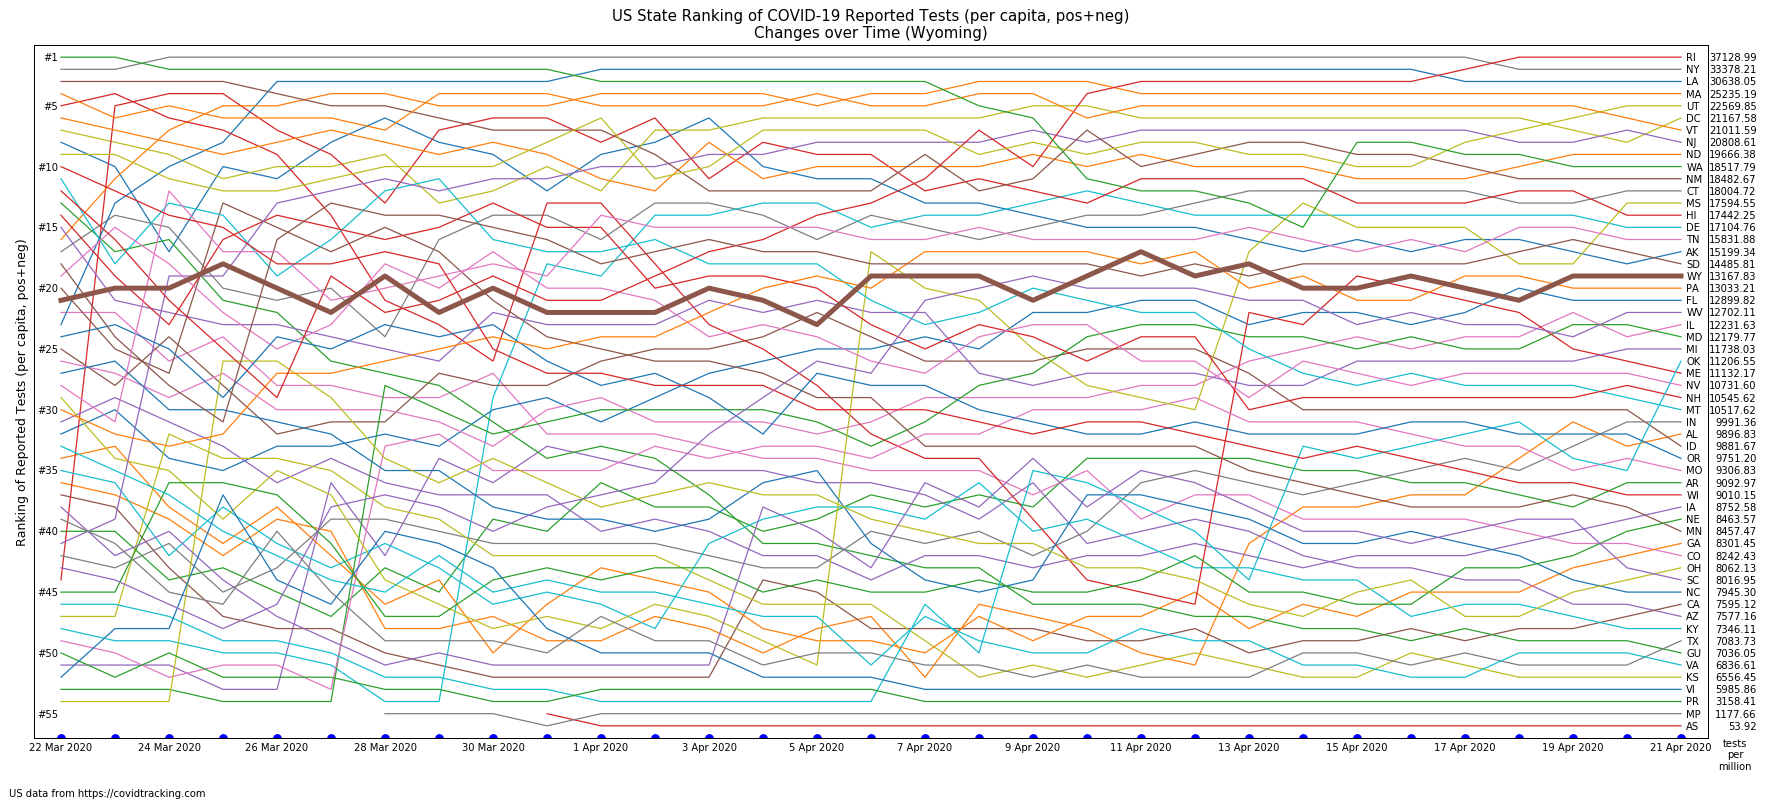 US State Ranking of COVID-19 Reported Tests (per capita, pos+neg)
Changes over Time (Wyoming)
Ranking of Reported Tests (per capita, pos+neg)
#1
#5
#10
#15
#20
#25
#30
#35
#40
#45
#50
#55
RI 37128.99
NY 33378.21
LA 30638.05
MA 25235.19
UT 22569.85
DC 21167.58
VT 21011.59
NJ 20808.61
ND 19666.38
WA 18517.79
NM 18482.67
CT 18004.72
MS 17594.55
HI 17442.25
DE 17104.76
TN 15831.88
AK 15199.34
SD 14485.81
WY 13167.83
PA 13033.21
FL 12899.82
WV 12702.11
IL 12231.63
MD 12179.77
MI 11738.03
OK 11206.55
ME 11132.17
NV 10731.60
NH 10545.62
MT 10517.62
IN 9991.36
AL 9896.83
ID 9881.67
OR 9751.20
MO 9306.83
AR 9092.97
WI 9010.15
IA 8752.58
NE 8463.57
MN 8457.47
GA 8301.45
CO 8242.43
OH 8062.13
SC 8016.95
NC 7945.30
CA 7595.12
AZ 7577.16
KY 7346.11
TX 7083.73
GU 7036.05
VA 6836.61
KS 6556.45
VI 5985.86
PR 3158.41
MP 1177.66
AS 53.92
22 Mar 2020 24 Mar 2020 26 Mar 2020 28 Mar 2020 30 Mar 2020 1 Apr 2020 3 Apr 2020 5 Apr 2020 7 Apr 2020 9 Apr 2020 11 Apr 2020 13 Apr 2020 15 Apr 2020 17 Apr 2020 19 Apr 2020 21 Apr 2020
tests
per
million
US data from https://covidtracking.com